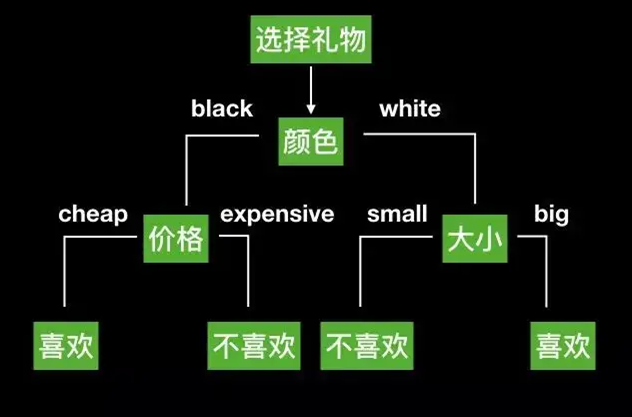 选择礼物
black
white
颜色
cheap
价格
expensive
small
大小
big
喜欢
不喜欢
不喜欢
喜欢